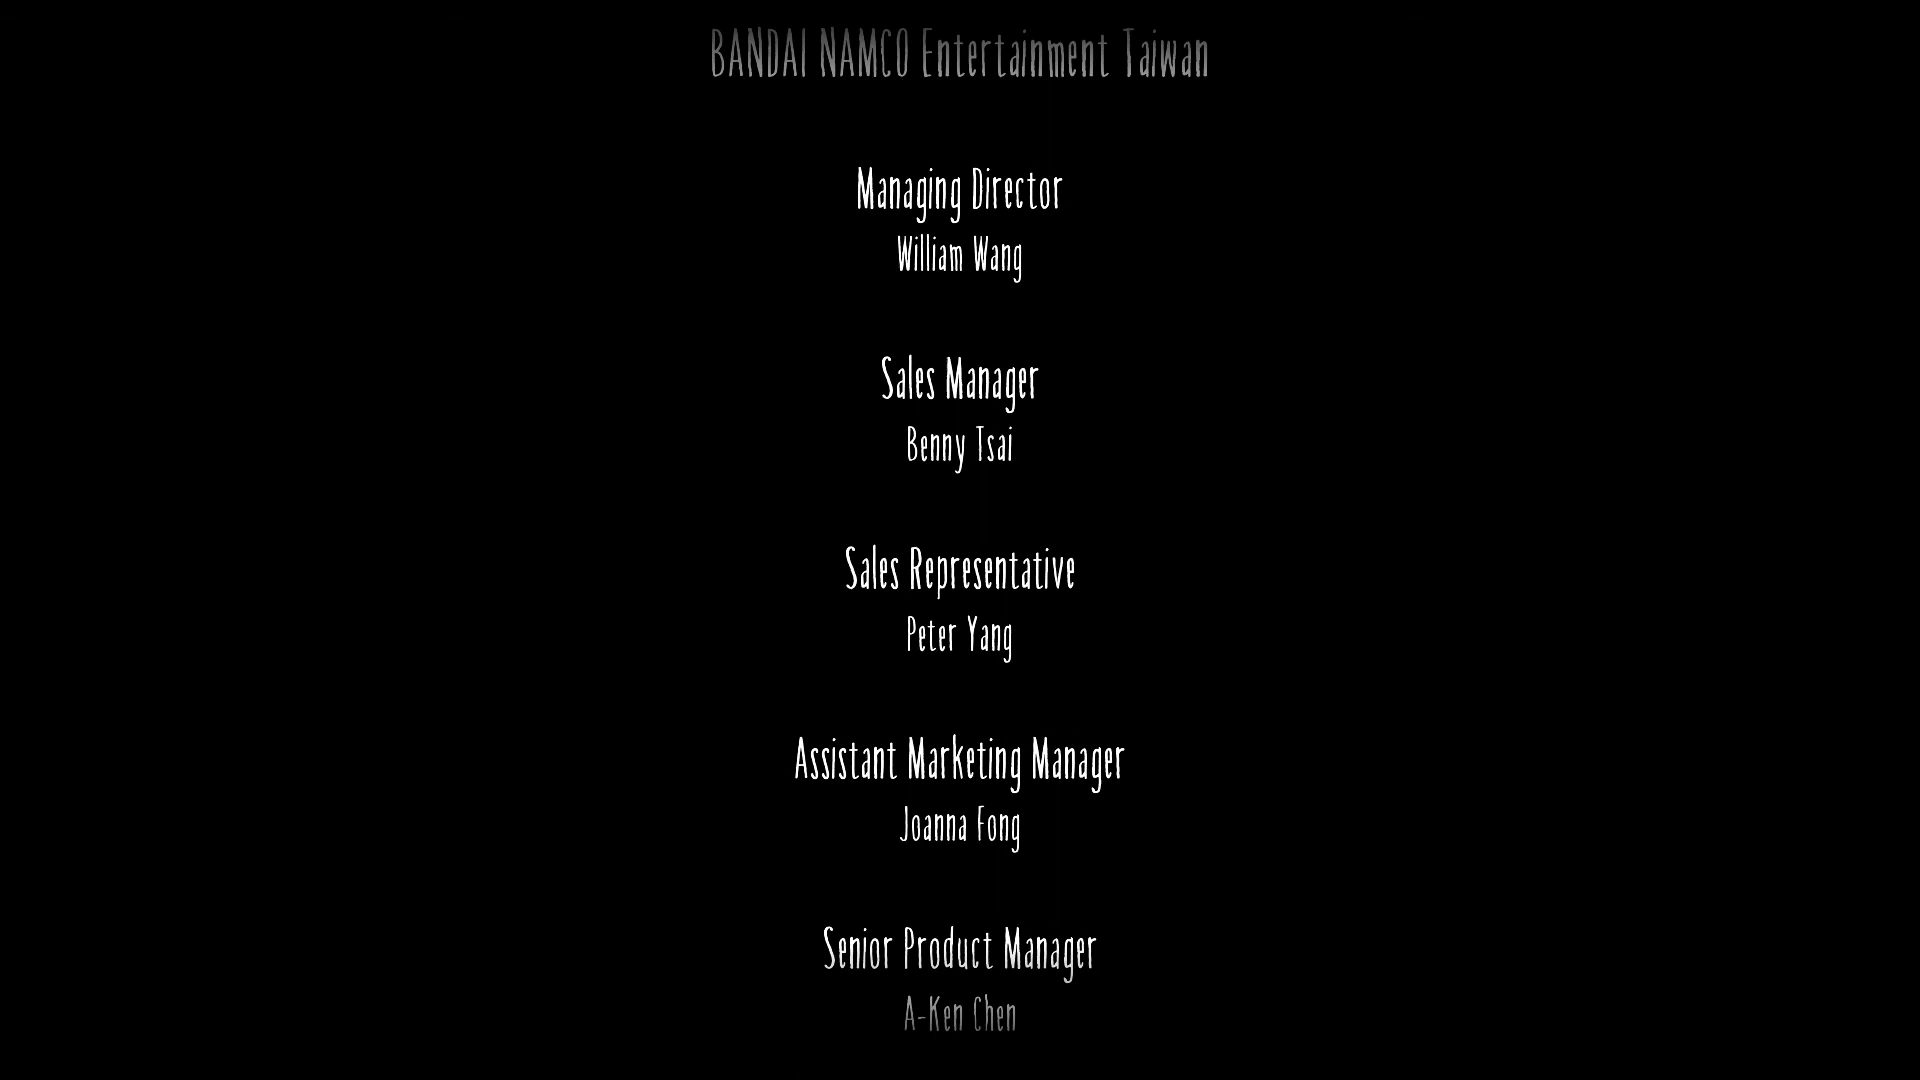 BANDAI NAMCO Entertainment Taiwan
Managing Director
William Wang
Sales Manager
Benny Tsai
Sales Representative
Peter Yang
Assistant Marketing Manager
Joanna Fong
Senior Product Manager
A-Ken Chen